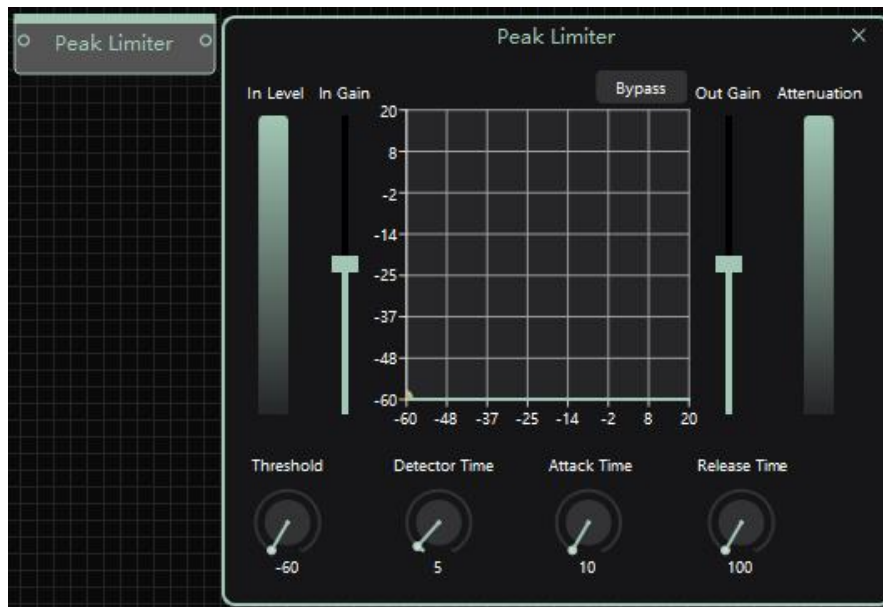 Peak Limiter
Peak Limiter
Bypass
In Level In Gain Out Gain Attenuation
20
8
-2
-14
-25
-37
-48
-60
-60 -48 -37 -25 -14 -2 8 20
Threshold Detector Time Attack Time Release Time
-60 5 10 100